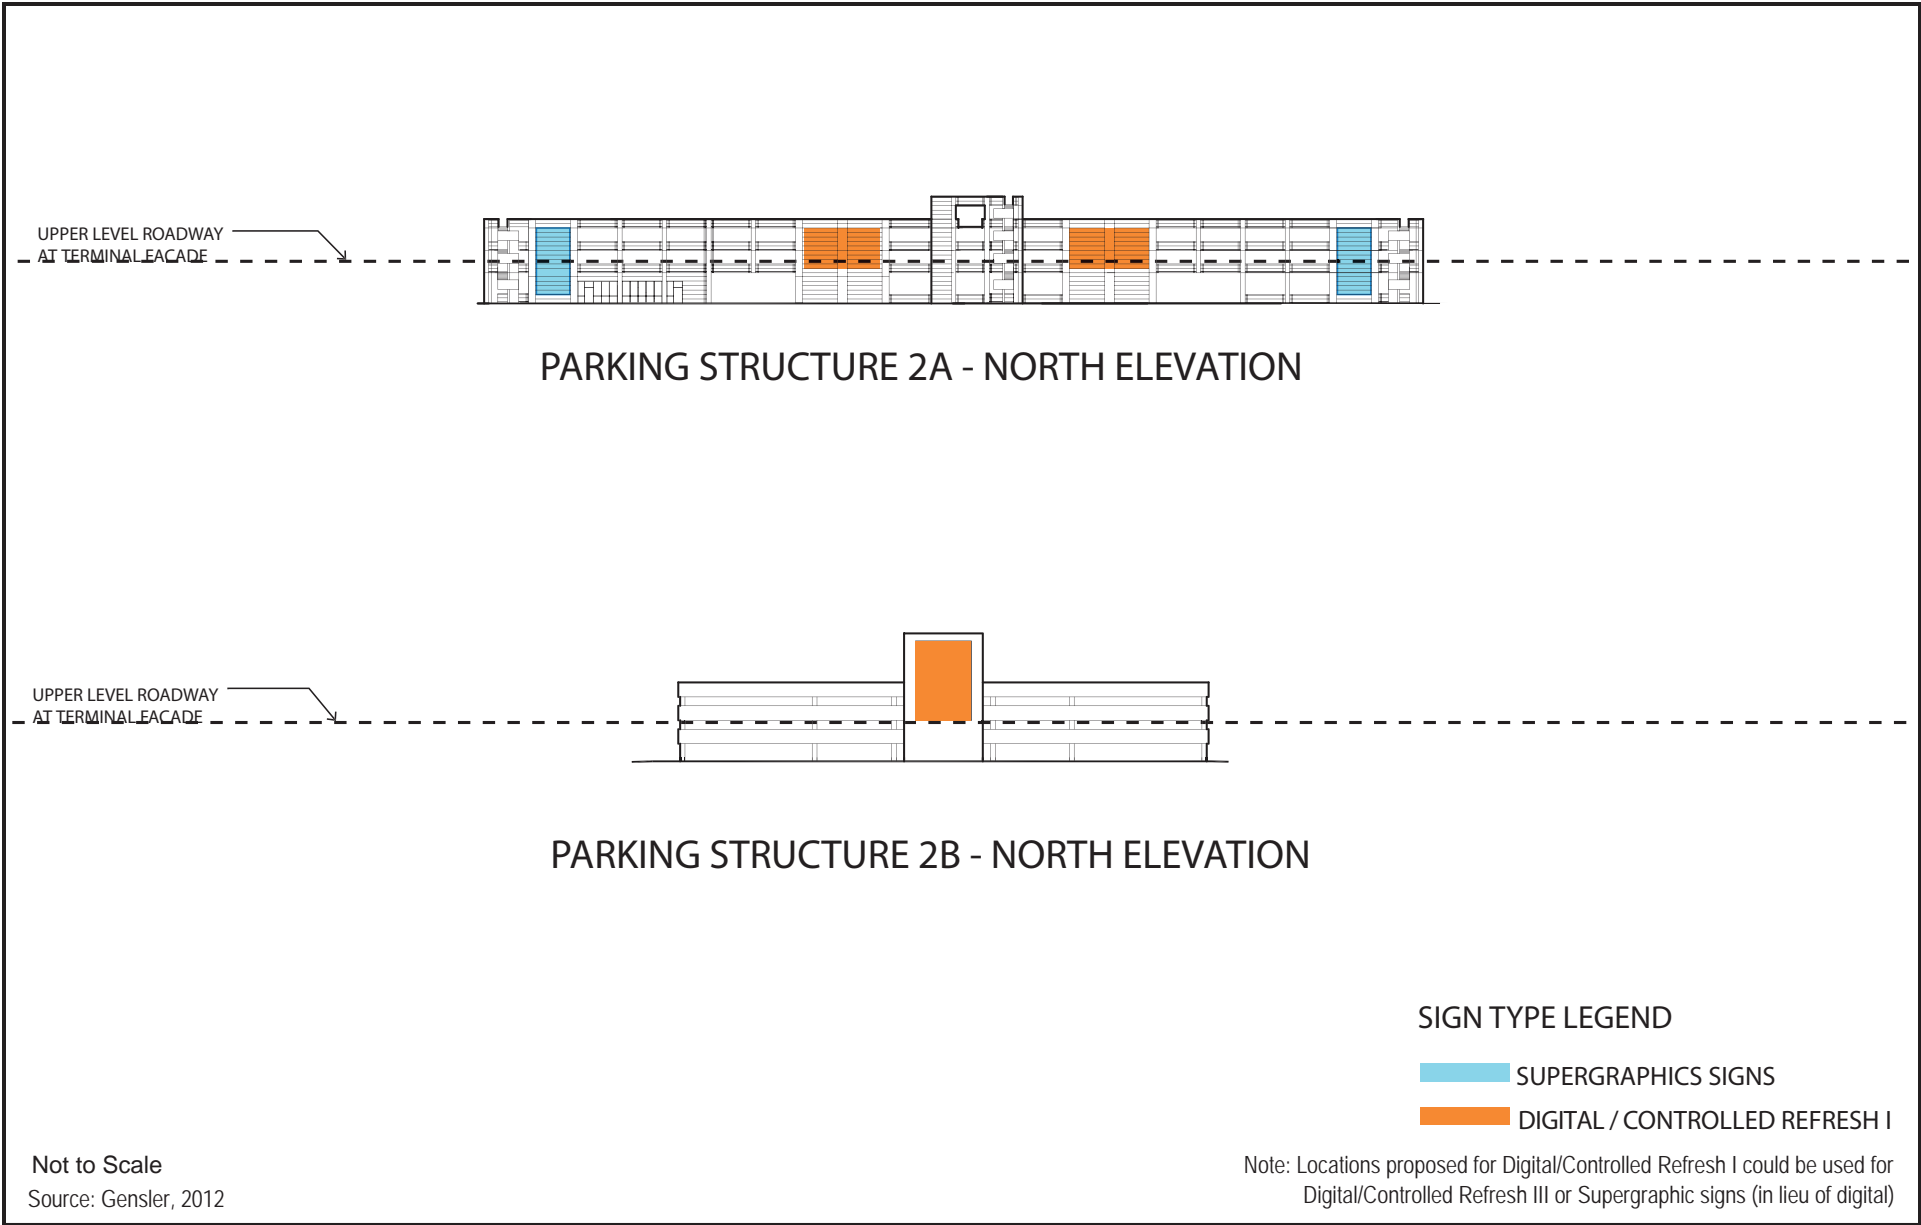 UPPER LEVEL ROADWAY
AT TERMINAL FACADE
PARKING STRUCTURE 2A - NORTH ELEVATION
UPPER LEVEL ROADWAY
AT TERMINAL FACADE
PARKING STRUCTURE 2B - NORTH ELEVATION
SIGN TYPE LEGEND
SUPERGRAPHICS SIGNS
DIGITAL / CONTROLLED REFRESH I
Not to Scale
Source: Gensler, 2012
Note: Locations proposed for Digital/Controlled Refresh I could be used for
Digital/Controlled Refresh III or Supergraphic signs (in lieu of digital)